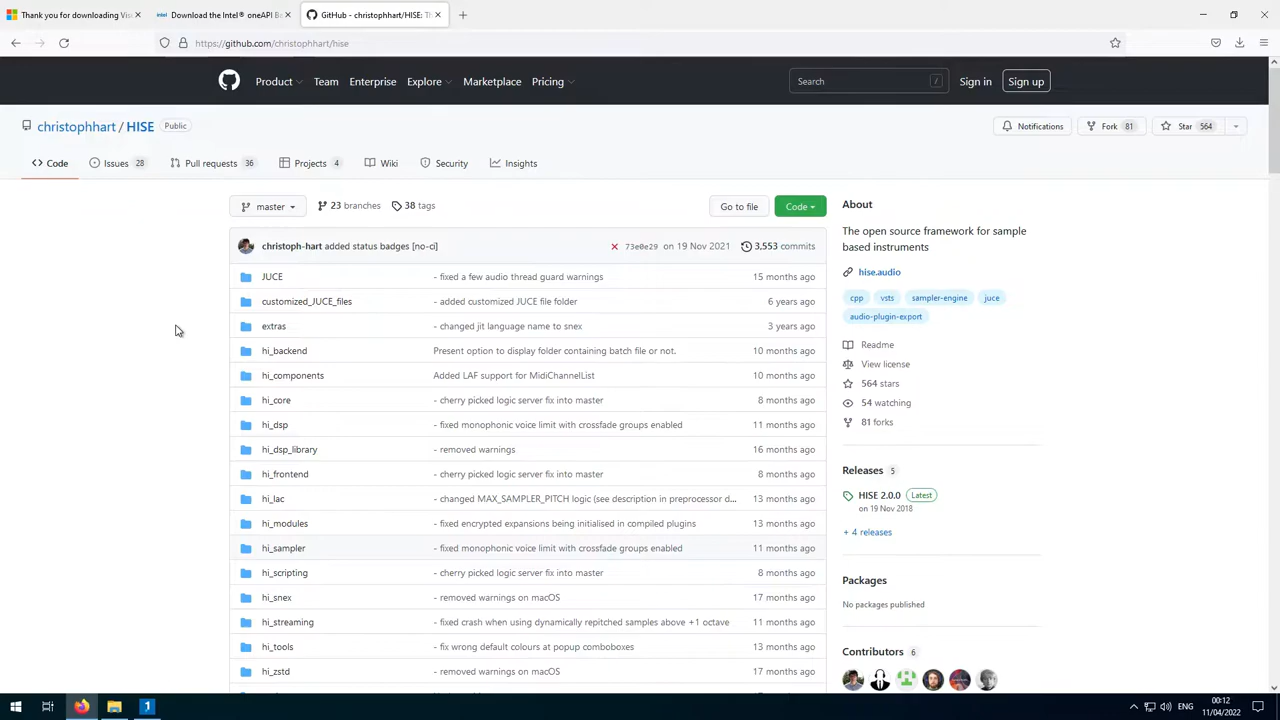 Thank you for downloading Vis
Download the Intel® oneAPI Ba
GitHub - christophhart/HISE: Th
https://github.com/christophhart/hise
Product
Team
Enterprise
Explore
Marketplace
Pricing
Search
/
Sign in
Sign up
christophhart / HISE
Public
Notifications
Fork 81
Star 564
Code
Issues 28
Pull requests 36
Projects 4
Wiki
Security
Insights
master
23 branches
38 tags
Go to file
Code
About
The open source framework for sample
based instruments
hise.audio
cpp
vsts
sampler-engine
juce
audio-plugin-export
Readme
View license
564 stars
54 watching
81 forks
Releases 5
HISE 2.0.0 Latest
on 19 Nov 2018
+ 4 releases
Packages
No packages published
Contributors 6
christoph-hart added status badges [no-ci] 73e0e29 on 19 Nov 2021 3,553 commits
JUCE - fixed a few audio thread guard warnings 15 months ago
customized_JUCE_files - added customized JUCE file folder 6 years ago
extras - changed jit language name to snex 3 years ago
hi_backend Present option to display folder containing batch file or not. 10 months ago
hi_components Added LAF support for MidiChannelList 10 months ago
hi_core - cherry picked logic server fix into master 8 months ago
hi_dsp - fixed monophonic voice limit with crossfade groups enabled 11 months ago
hi_dsp_library - removed warnings 16 months ago
hi_frontend - cherry picked logic server fix into master 8 months ago
hi_lac - changed MAX_SAMPLER_PITCH logic (see description in preprocessor d... 13 months ago
hi_modules - fixed encrypted expansions being initialised in compiled plugins 13 months ago
hi_sampler - fixed monophonic voice limit with crossfade groups enabled 11 months ago
hi_scripting - cherry picked logic server fix into master 8 months ago
hi_snex - removed warnings on macOS 17 months ago
hi_streaming - fixed crash when using dynamically repitched samples above +1 octave 11 months ago
hi_tools - fix wrong default colours at popup comboboxes 13 months ago
hi_zstd - removed warnings on macOS 17 months ago
ENG
00:12
11/04/2022